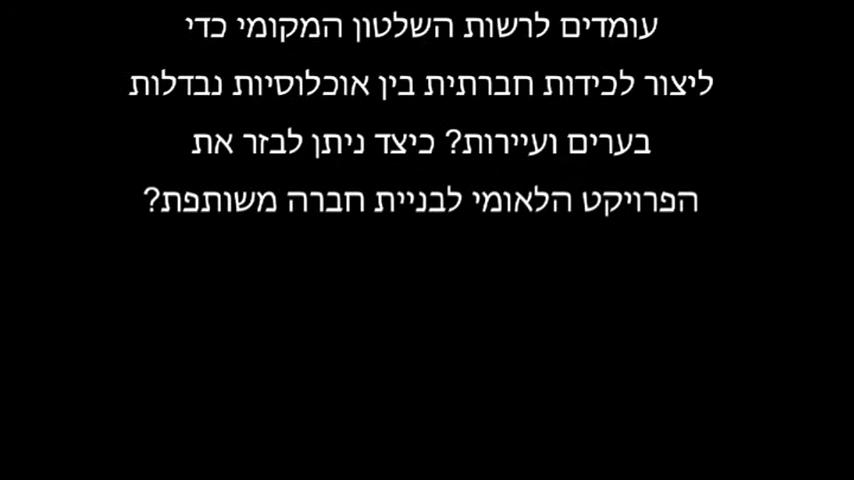 עומדים לרשות השלטון המקומי כדי
ליצור לכידות חברתית בין אוכלוסיות נבדלות
בערים ועיירות? כיצד ניתן לבזר את
הפרויקט הלאומי לבניית חברה משותפת?